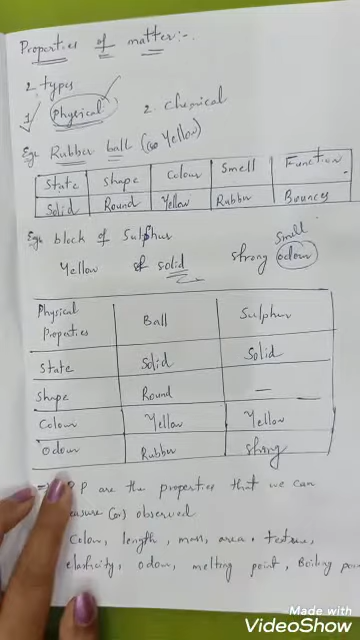 Properties of matter:-
2 types
1. Physical 2. chemical
Eg: Rubber ball (Yellow)
State Shape Colour Smell Function
Solid Round Yellow Rubber Bounces
Eg: block of Sulphur
Smell
Yellow solid strong odour
Physical Properties Ball Sulphur
State Solid Solid
Shape Round —
Colour Yellow Yellow
Odour Rubber Strong
=> P are the properties that we can
easure (or) observed
Colour, length, mass, area, texture,
elasticity, odour, melting point, Boiling poin
Made with
VideoShow